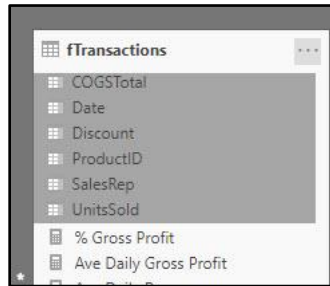 fTransactions
COGSTotal
Date
Discount
ProductID
SalesRep
UnitsSold
% Gross Profit
Ave Daily Gross Profit